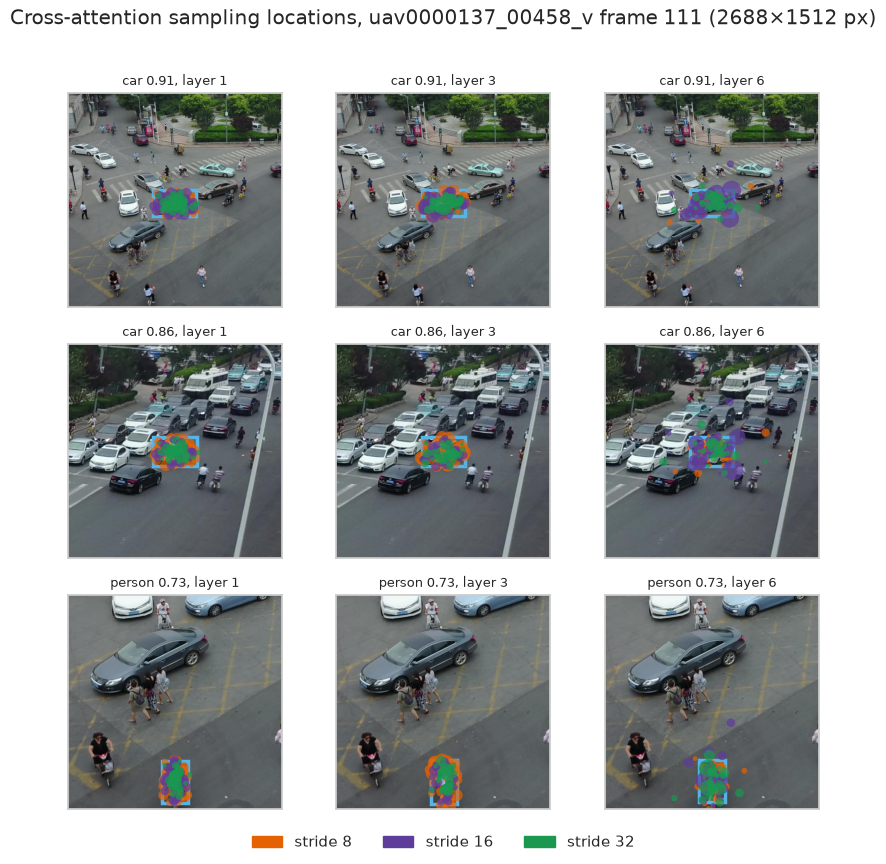 Cross-attention sampling locations, uav0000137_00458_v frame 111 (2688×1512 px)
car 0.91, layer 1
car 0.91, layer 3
car 0.91, layer 6
car 0.86, layer 1
car 0.86, layer 3
car 0.86, layer 6
person 0.73, layer 1
person 0.73, layer 3
person 0.73, layer 6
stride 8
stride 16
stride 32